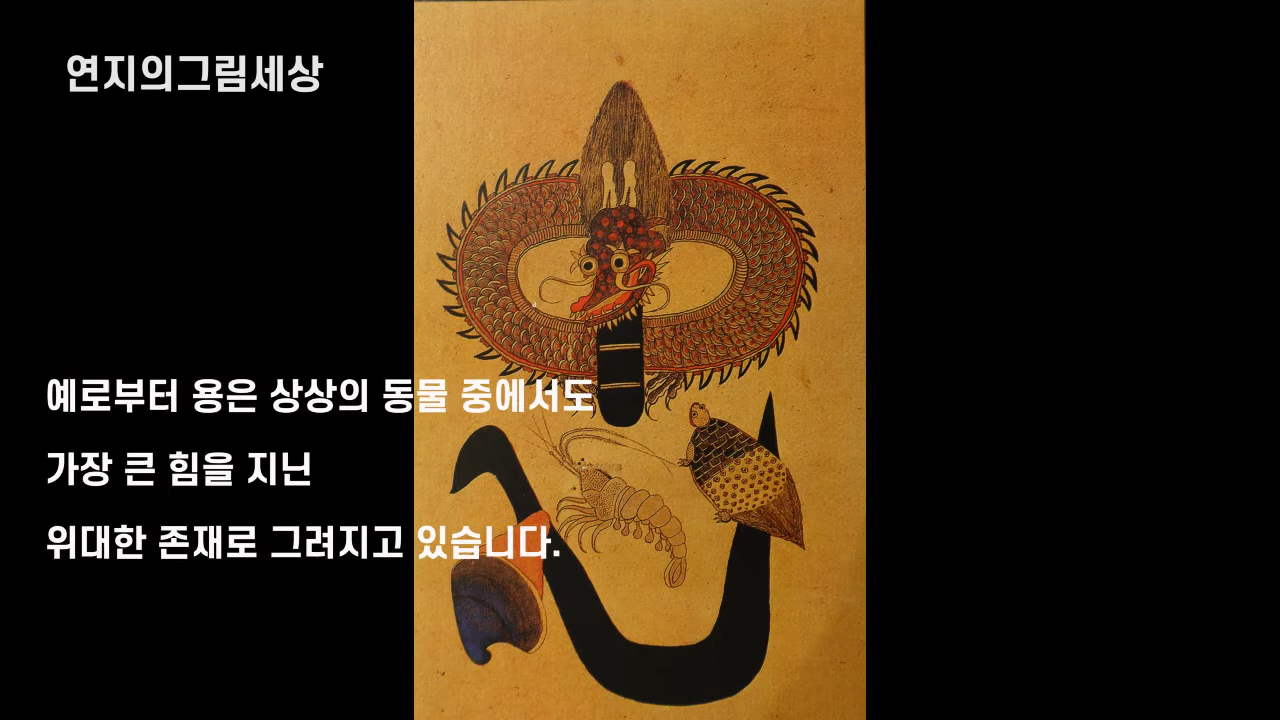 연지의그림세상
예로부터 용은 상상의 동물 중에서도
가장 큰 힘을 지닌
위대한 존재로 그려지고 있습니다.